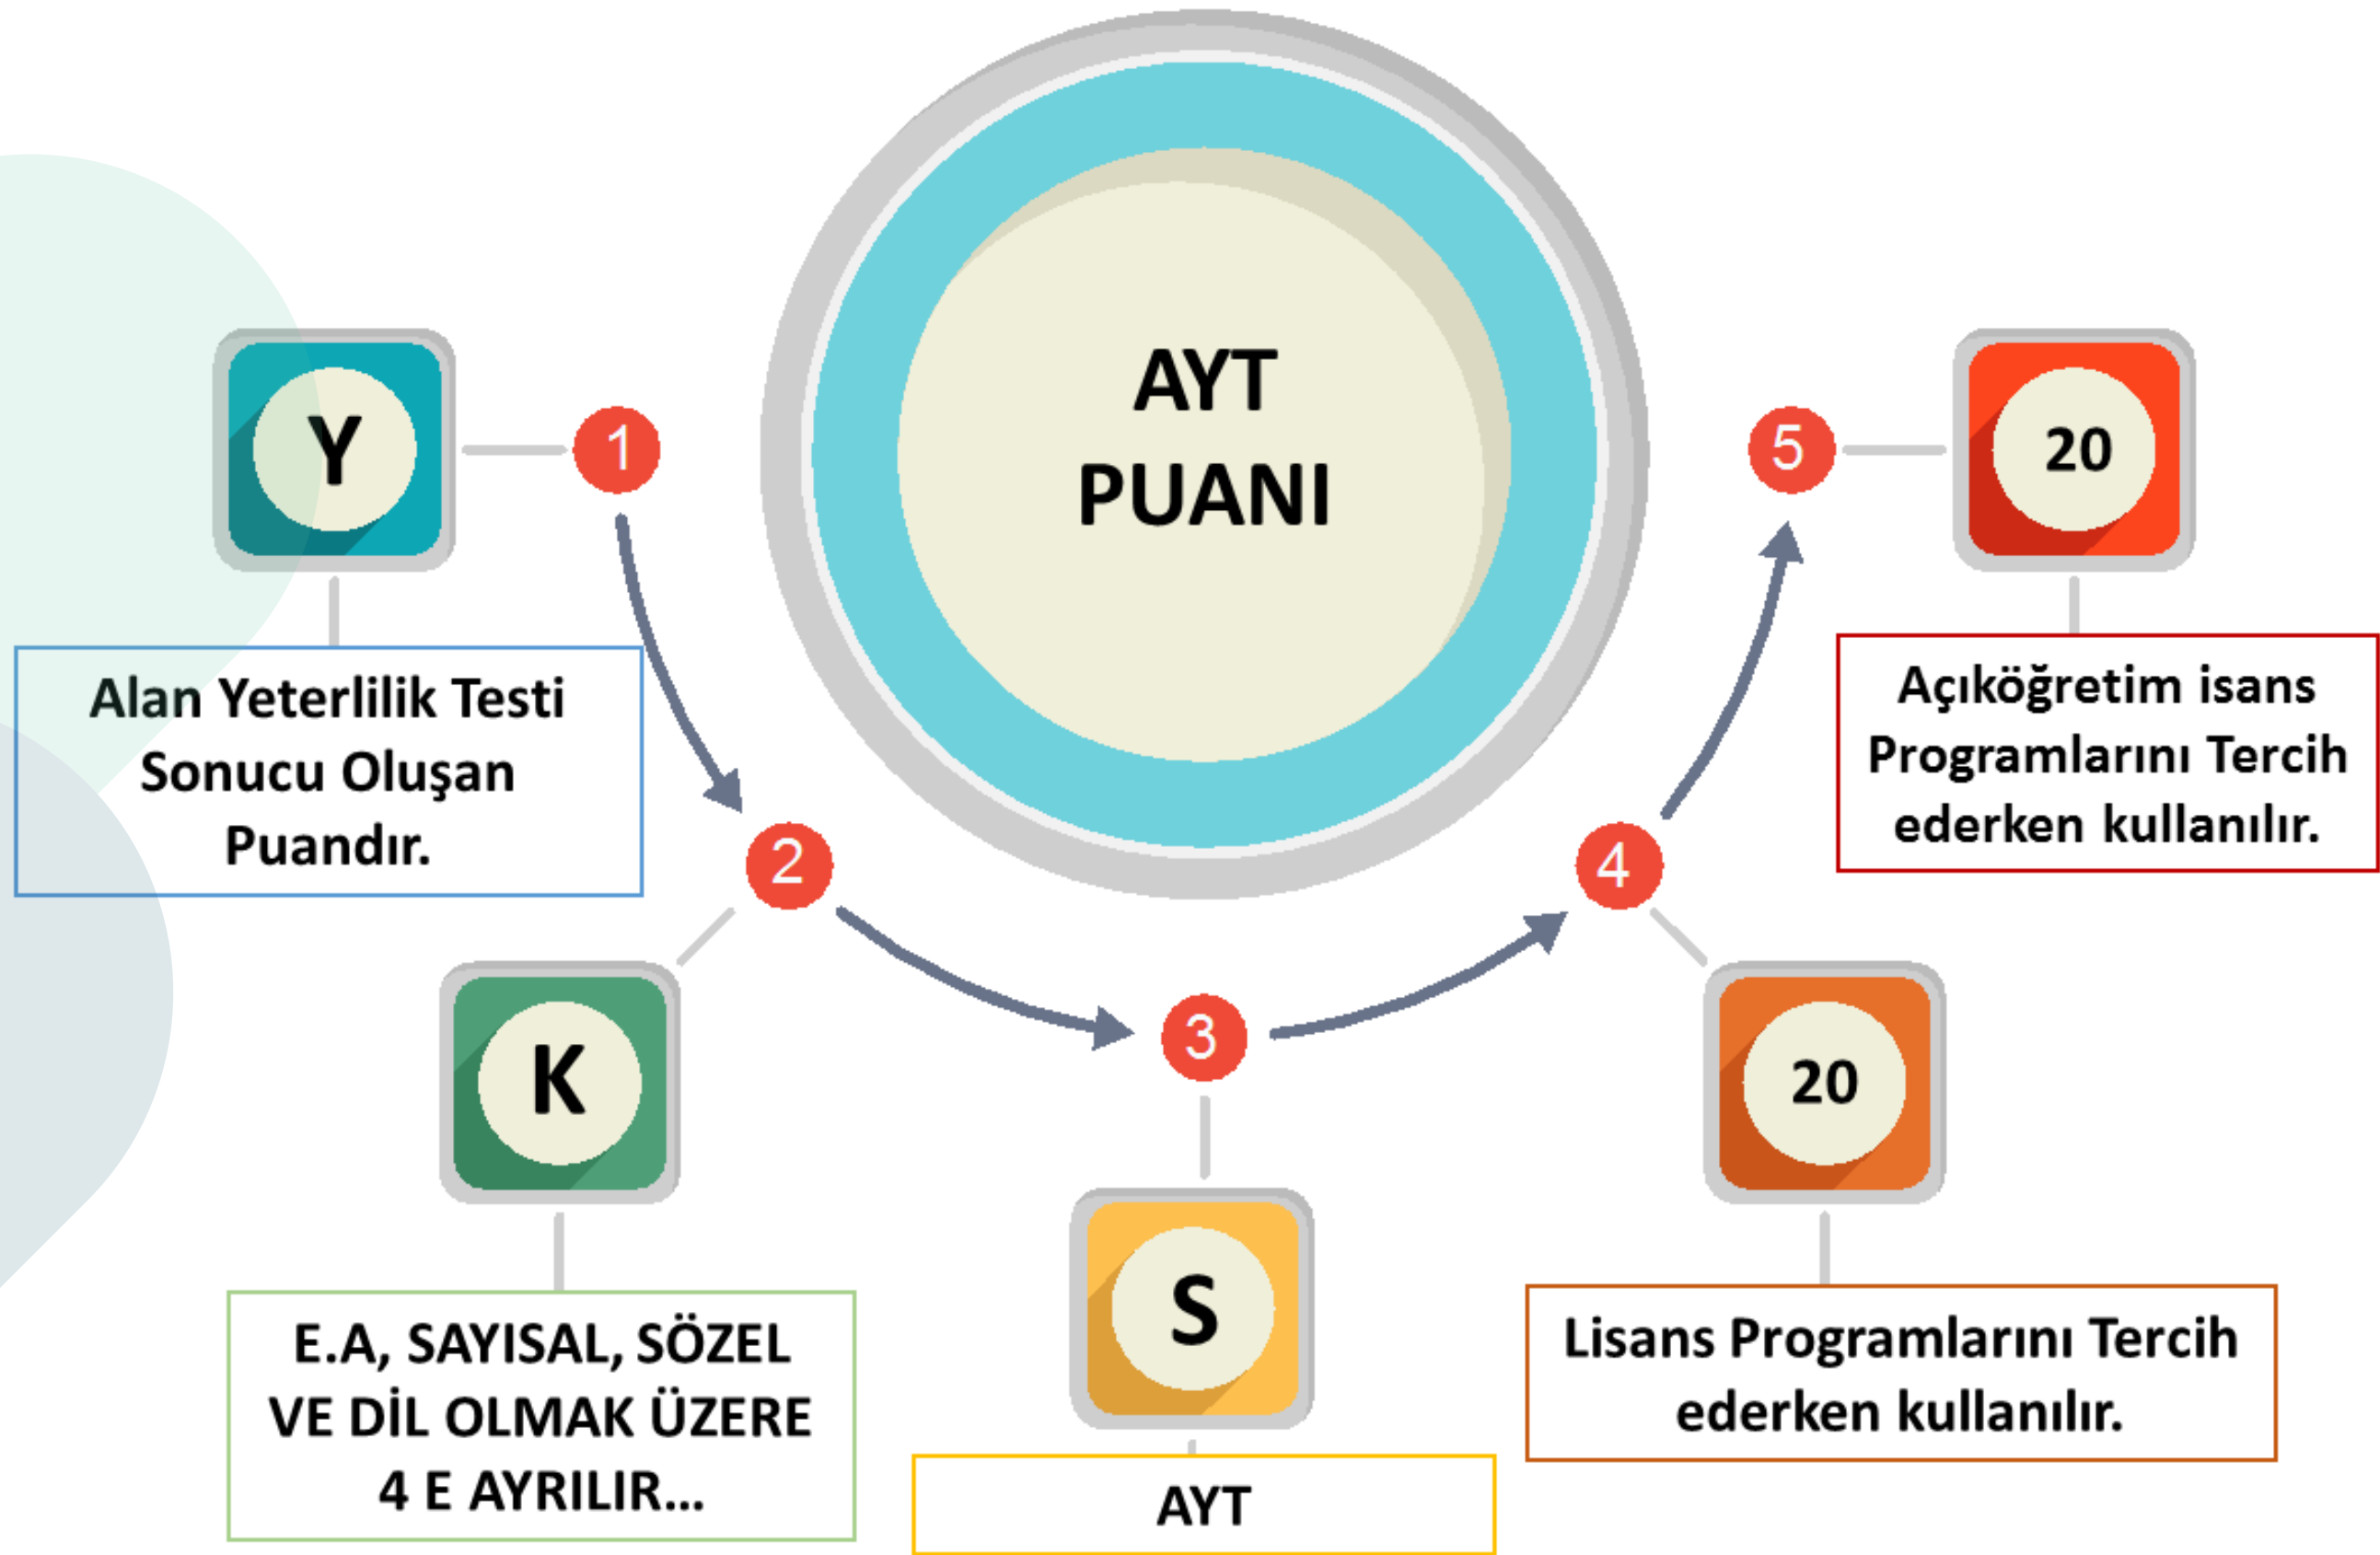 AYT
PUANI
Y
1
Alan Yeterlilik Testi
Sonucu Oluşan
Puandır.
2
K
E.A, SAYISAL, SÖZEL
VE DİL OLMAK ÜZERE
4 E AYRILIR...
3
S
AYT
4
20
Lisans Programlarını Tercih
ederken kullanılır.
5
20
Açıköğretim isans
Programlarını Tercih
ederken kullanılır.